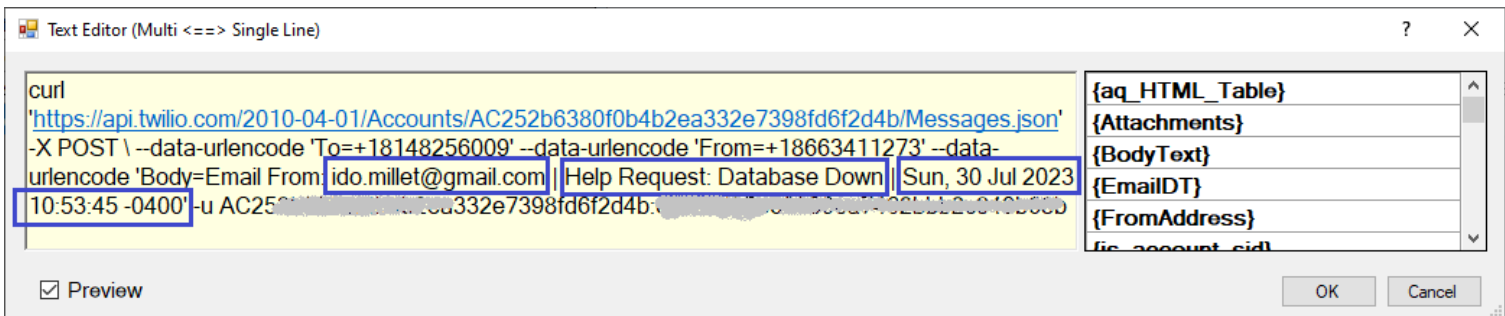 Text Editor (Multi <==> Single Line)
?
curl
'https://api.twilio.com/2010-04-01/Accounts/AC252b6380f0b4b2ea332e7398fd6f2d4b/Messages.json'
-X POST \ --data-urlencode 'To=+18148256009' --data-urlencode 'From=+18663411273' --data-
urlencode 'Body=Email From: ido.millet@gmail.com | Help Request: Database Down | Sun, 30 Jul 2023
10:53:45 -0400' -u
{aq_HTML_Table}
{Attachments}
{BodyText}
{EmailDT}
{FromAddress}
{is_account_sid}
Preview
OK
Cancel